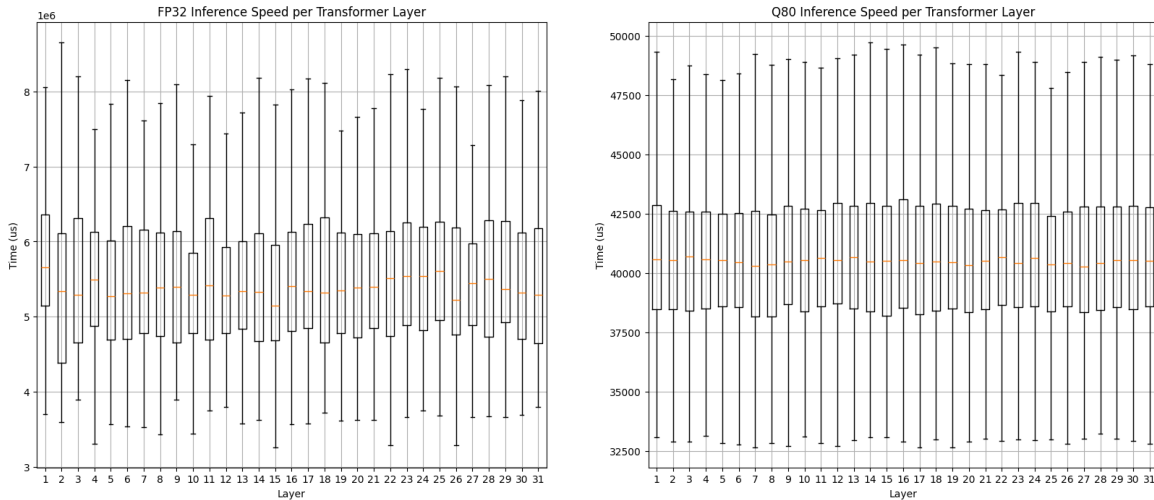 FP32 Inference Speed per Transformer Layer
1e6
8
7
6
5
4
3
Time (us)
1 2 3 4 5 6 7 8 9 10 11 12 13 14 15 16 17 18 19 20 21 22 23 24 25 26 27 28 29 30 31
Layer
Q80 Inference Speed per Transformer Layer
50000
47500
45000
42500
40000
37500
35000
32500
Time (us)
1 2 3 4 5 6 7 8 9 10 11 12 13 14 15 16 17 18 19 20 21 22 23 24 25 26 27 28 29 30 31
Layer